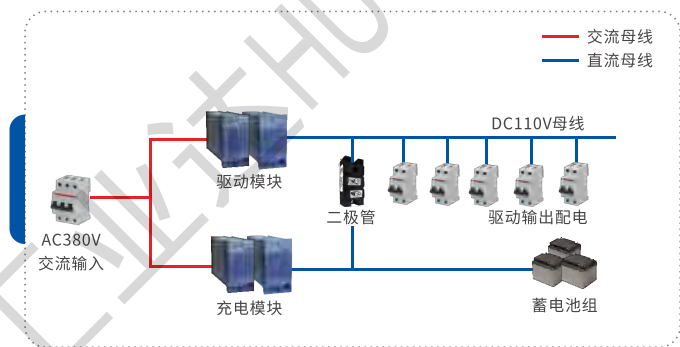 交流母线
直流母线
DC110V母线
驱动模块
二极管
驱动输出配电
AC380V
交流输入
充电模块
蓄电池组